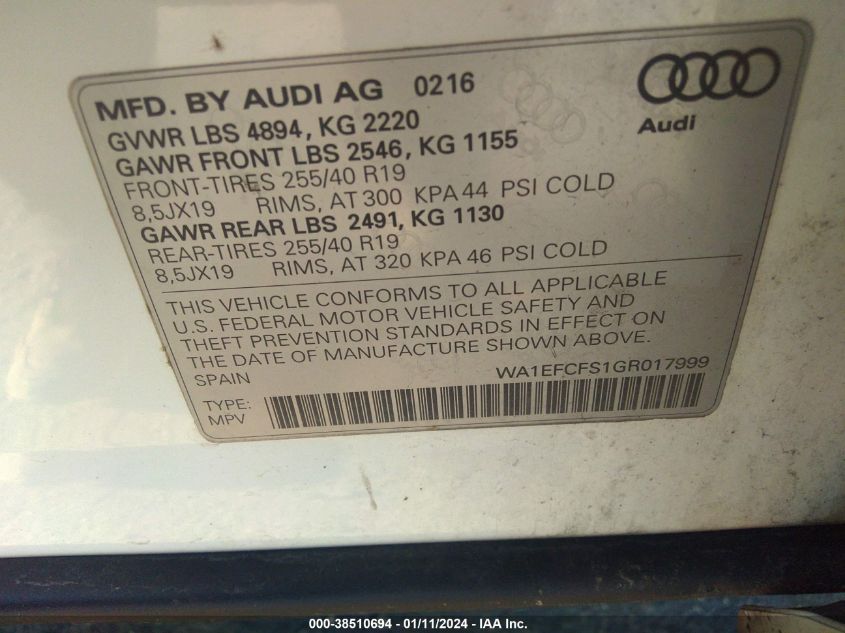 MFD. BY AUDI AG 0216
GVWR LBS 4894, KG 2220
GAWR FRONT LBS 2546, KG 1155
FRONT-TIRES 255/40 R19
8,5JX19 RIMS, AT 300 KPA 44 PSI COLD
GAWR REAR LBS 2491, KG 1130
REAR-TIRES 255/40 R19
8,5JX19 RIMS, AT 320 KPA 46 PSI COLD
Audi
THIS VEHICLE CONFORMS TO ALL APPLICABLE
U.S. FEDERAL MOTOR VEHICLE SAFETY AND
THEFT PREVENTION STANDARDS IN EFFECT ON
THE DATE OF MANUFACTURE SHOWN ABOVE.
SPAIN WA1EFCFS1GR017999
TYPE:
MPV
000-38510694 - 01/11/2024 - IAA Inc.